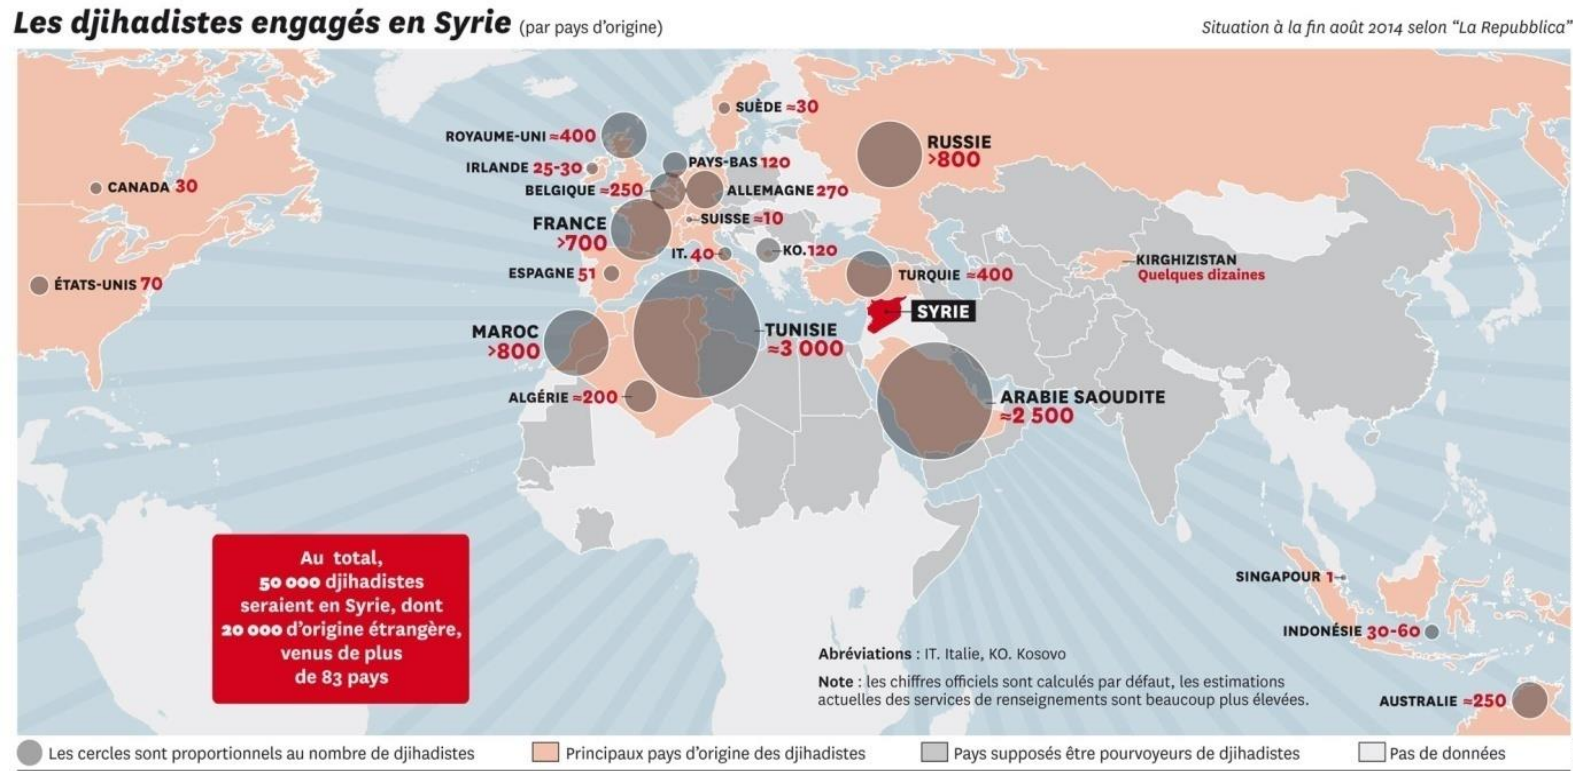 Les djihadistes engagés en Syrie (par pays d'origine)
Situation à la fin août 2014 selon "La Repubblica"
SUÈDE ≈30
ROYAUME-UNI ≈400
RUSSIE
>800
IRLANDE 25-30
PAYS-BAS 120
CANADA 30
BELGIQUE ≈250
ALLEMAGNE 270
FRANCE
>700
SUISSE ≈10
IT. 40
KO. 120
KIRGHIZISTAN
Quelques dizaines
ESPAGNE 51
TURQUIE ≈400
ÉTATS-UNIS 70
SYRIE
MAROC
>800
TUNISIE
≈3 000
ALGÉRIE ≈200
ARABIE SAOUDITE
≈2 500
Au total,
50 000 djihadistes
seraient en Syrie, dont
20 000 d'origine étrangère,
venus de plus
de 83 pays
SINGAPOUR 1
INDONÉSIE 30-60
AUSTRALIE ≈250
Abréviations : IT. Italie, KO. Kosovo
Note : les chiffres officiels sont calculés par défaut, les estimations
actuelles des services de renseignements sont beaucoup plus élevées.
Les cercles sont proportionnels au nombre de djihadistes
Principaux pays d'origine des djihadistes
Pays supposés être pourvoyeurs de djihadistes
Pas de données